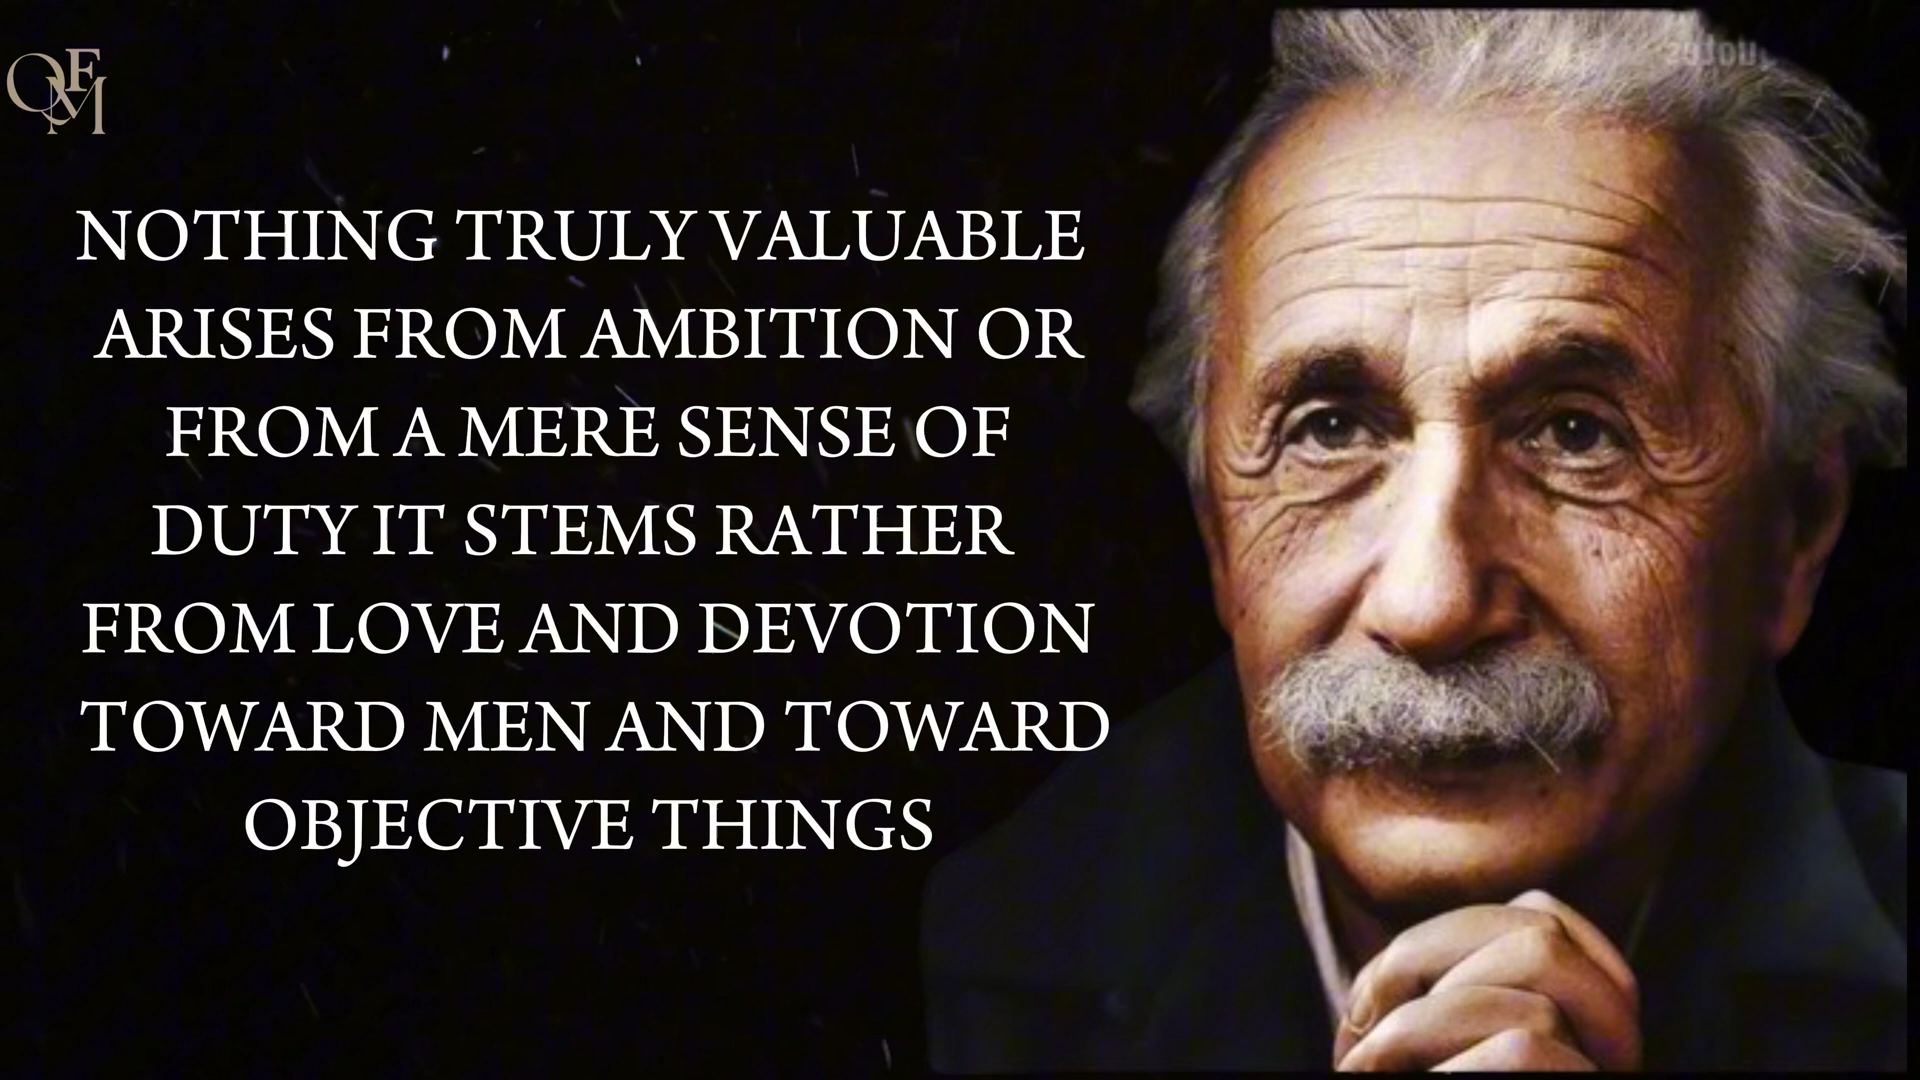 QFM
NOTHING TRULY VALUABLE
ARISES FROM AMBITION OR
FROM A MERE SENSE OF
DUTY IT STEMS RATHER
FROM LOVE AND DEVOTION
TOWARD MEN AND TOWARD
OBJECTIVE THINGS